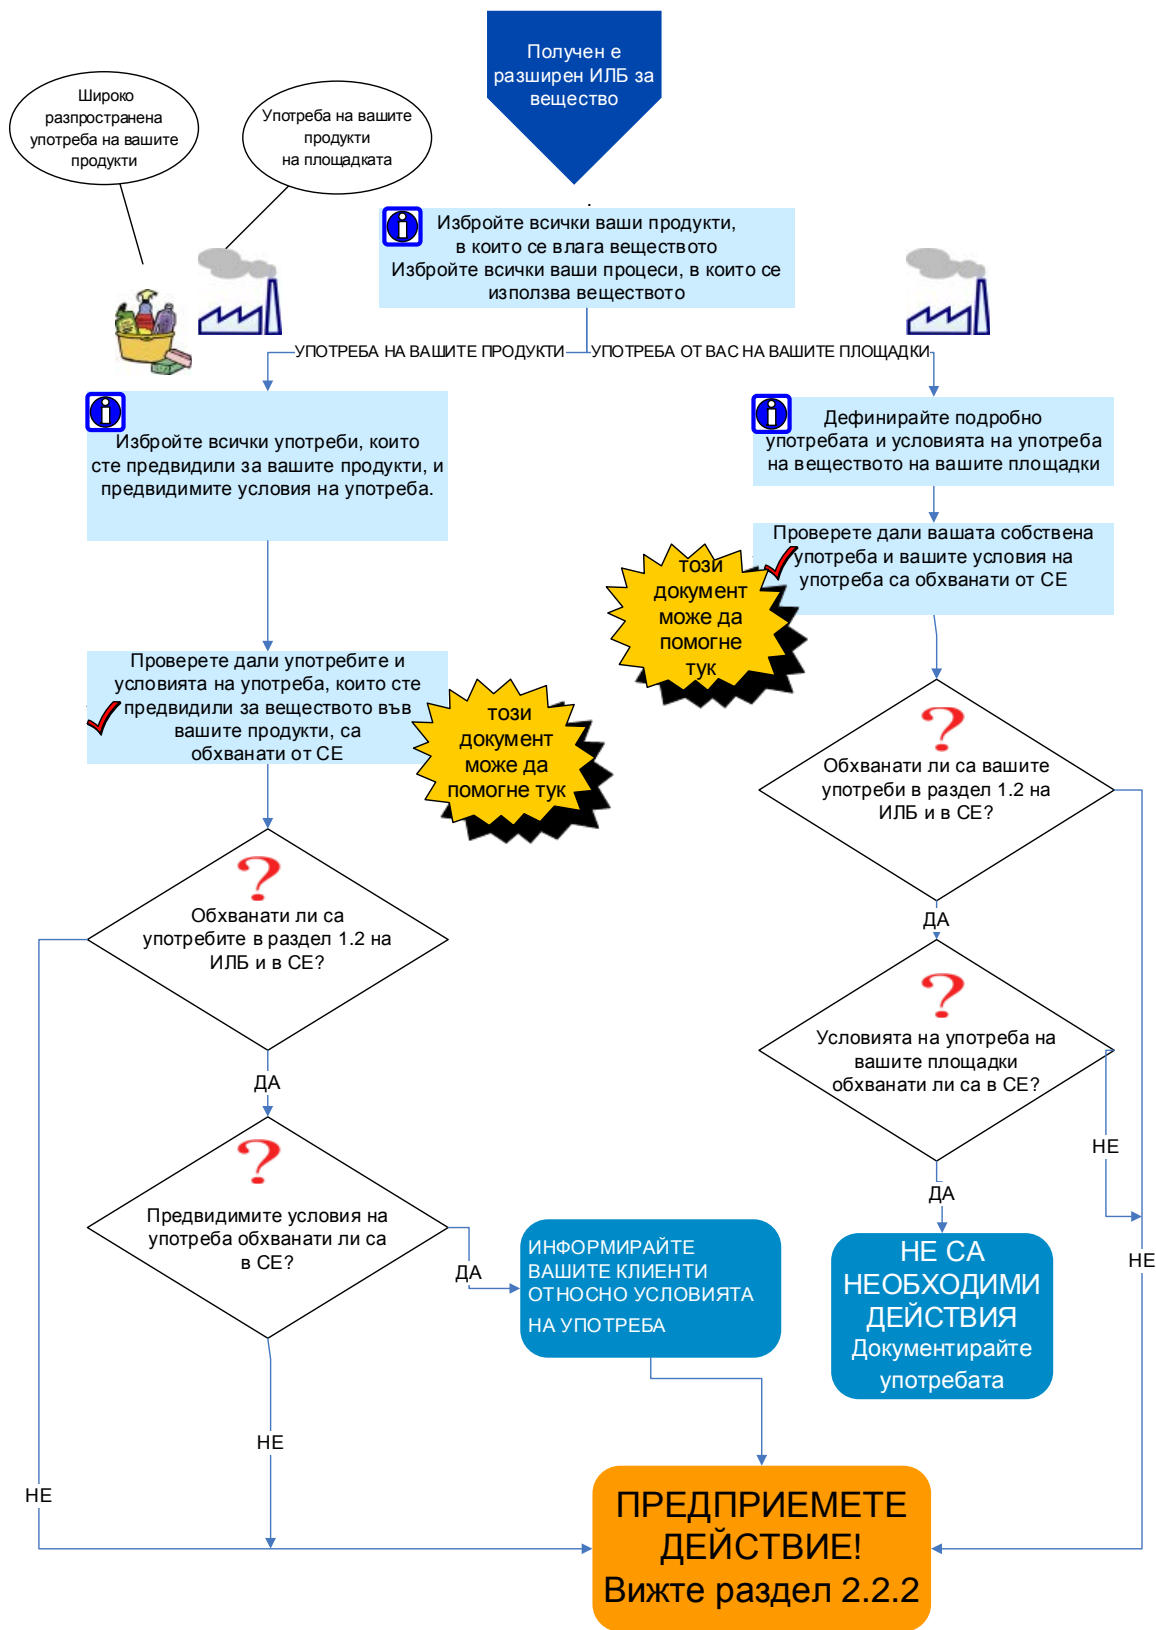 Получен е
разширен ИЛБ за
вещество
Широко
разпространена
употреба на вашите
продукти
Употреба на вашите
продукти
на площадката
Избройте всички ваши продукти,
в които се влага веществото
Избройте всички ваши процеси, в които се
използва веществото
УПОТРЕБА НА ВАШИТЕ ПРОДУКТИ
УПОТРЕБА ОТ ВАС НА ВАШИТЕ ПЛОЩАДКИ
Избройте всички употреби, които
сте предвидили за вашите продукти, и
предвидимите условия на употреба.
Дефинирайте подробно
употребата и условията на употреба
на веществото на вашите площадки
Проверете дали вашата собствена
употреба и вашите условия на
употреба са обхванати от СЕ
този
документ
може да
помогне
тук
Проверете дали употребите и
условията на употреба, които сте
предвидили за веществото във
вашите продукти, са
обхванати от СЕ
този
документ
може да
помогне тук
Обхванати ли са вашите
употреби в раздел 1.2 на
ИЛБ и в СЕ?
Обхванати ли са
употребите в раздел 1.2 на
ИЛБ и в СЕ?
ДА
Условията на употреба на
вашите площадки
обхванати ли са в СЕ?
ДА
НЕ
Предвидимите условия на
употреба обхванати ли са
в СЕ?
ДА
ДА
ИНФОРМИРАЙТЕ
ВАШИТЕ КЛИЕНТИ
ОТНОСНО УСЛОВИЯТА
НА УПОТРЕБА
НЕ СА
НЕОБХОДИМИ
ДЕЙСТВИЯ
Документирайте
употребата
НЕ
НЕ
НЕ
ПРЕДПРИЕМЕТЕ
ДЕЙСТВИЕ!
Вижте раздел 2.2.2